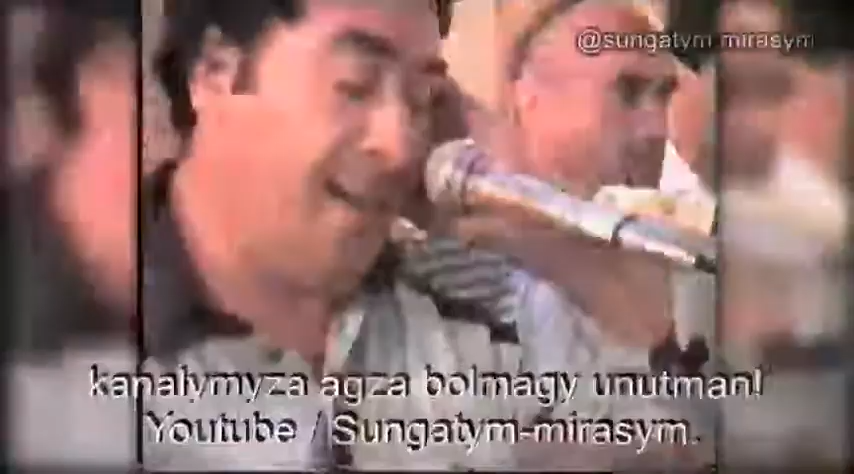 @sungatym mirasym
kanalymyza agza bolmagy unutman!
Youtube / Sungatym-mirasym.